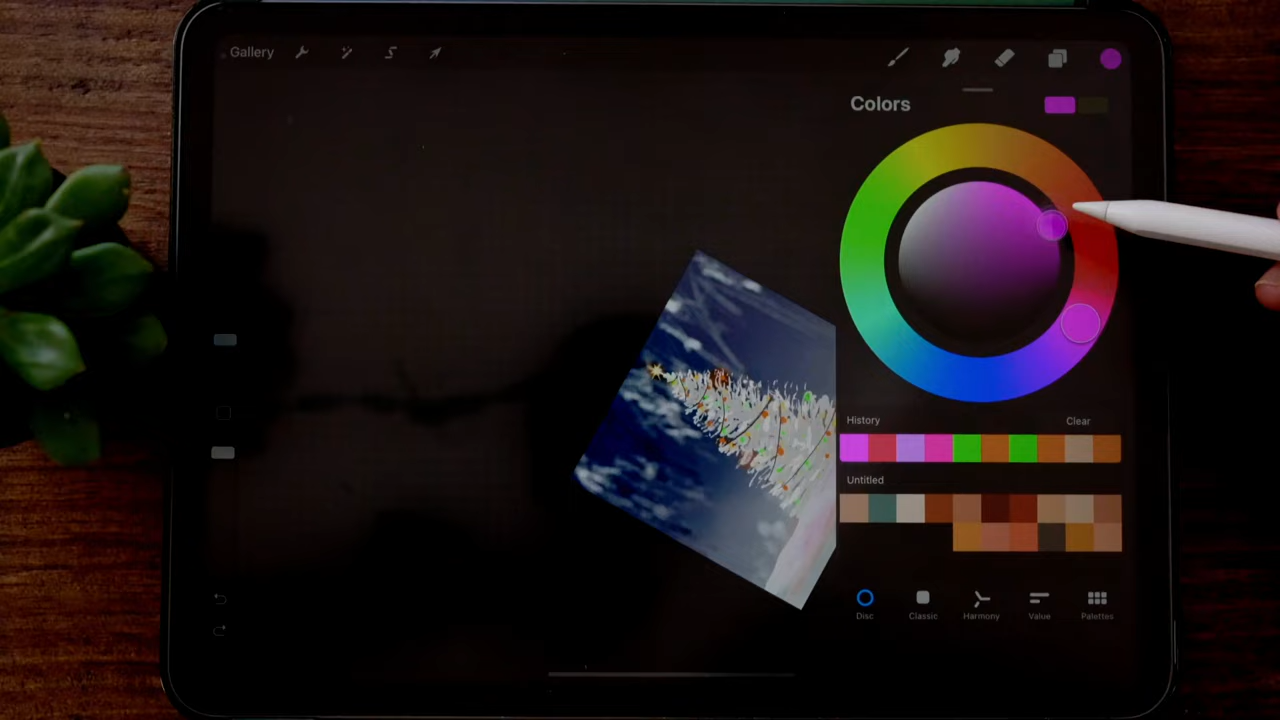 Gallery
Colors
History
Clear
Untitled
Disc
Classic
Harmony
Value
Palettes